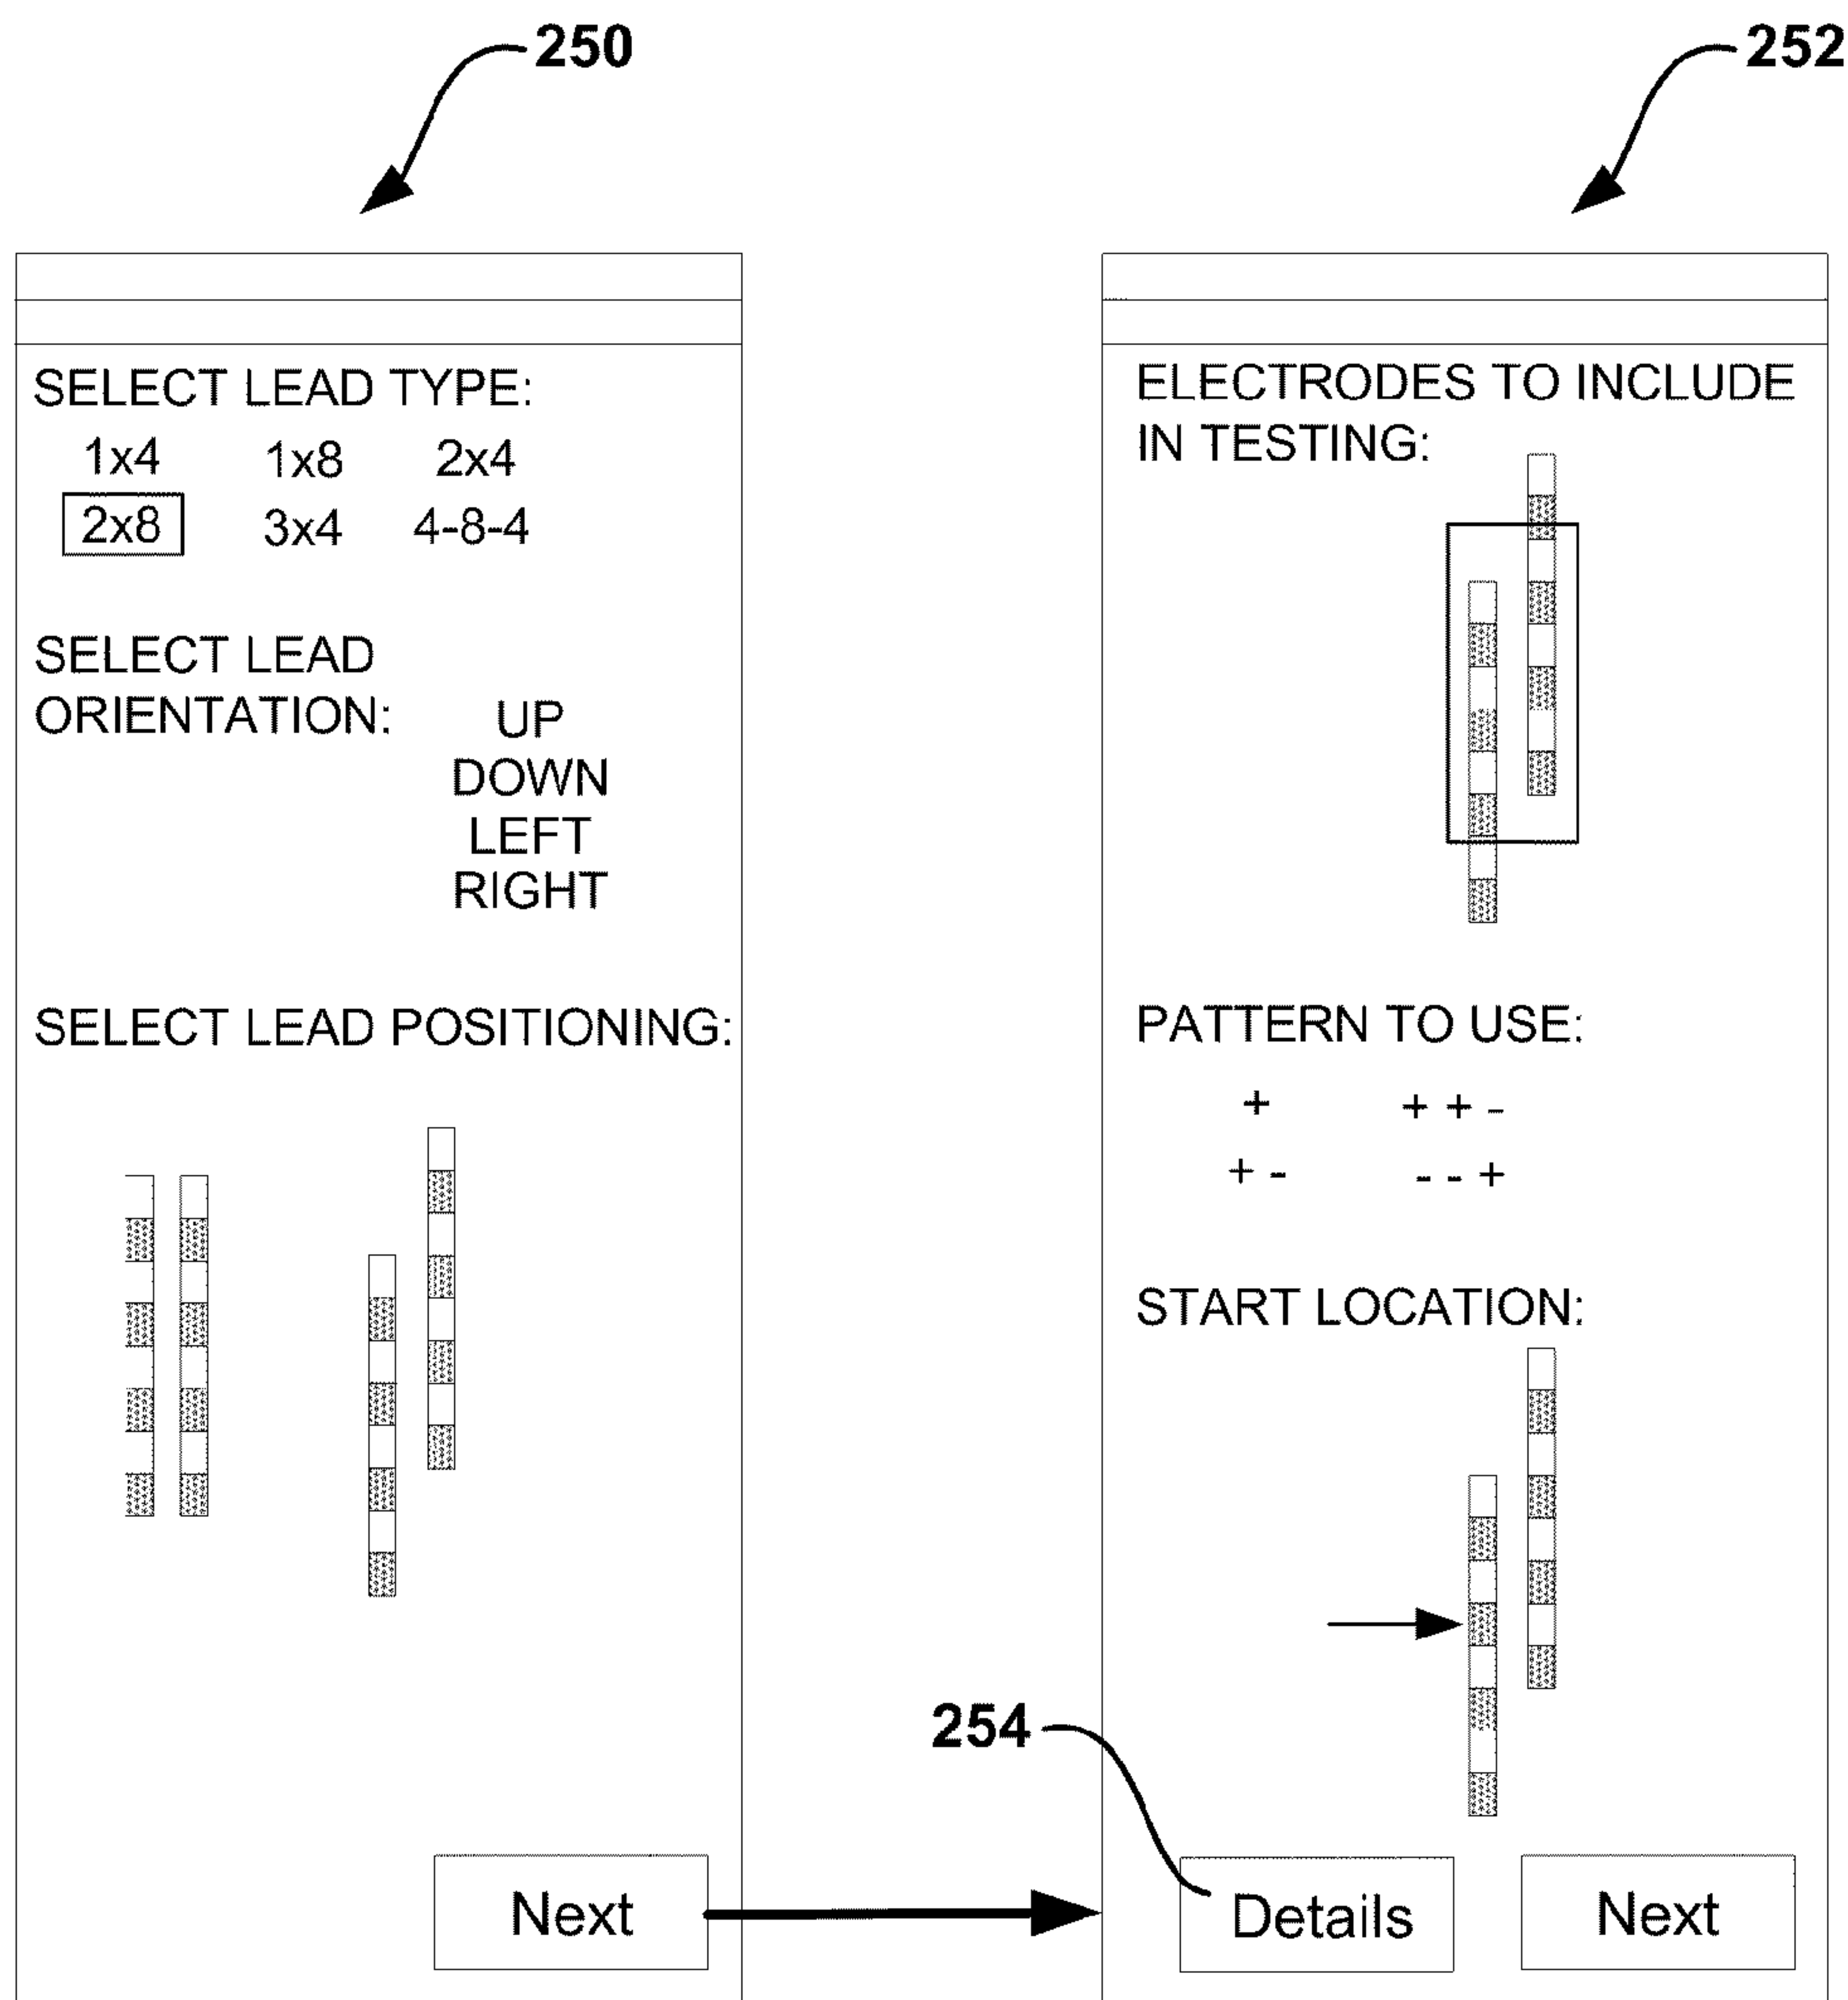 250
252
SELECT LEAD TYPE:
1x4 1x8 2x4
2x8 3x4 4-8-4
SELECT LEAD
ORIENTATION: UP
DOWN
LEFT
RIGHT
SELECT LEAD POSITIONING:
Next
ELECTRODES TO INCLUDE
IN TESTING:
PATTERN TO USE:
+ + + -
+ - - - +
START LOCATION:
254
Details Next